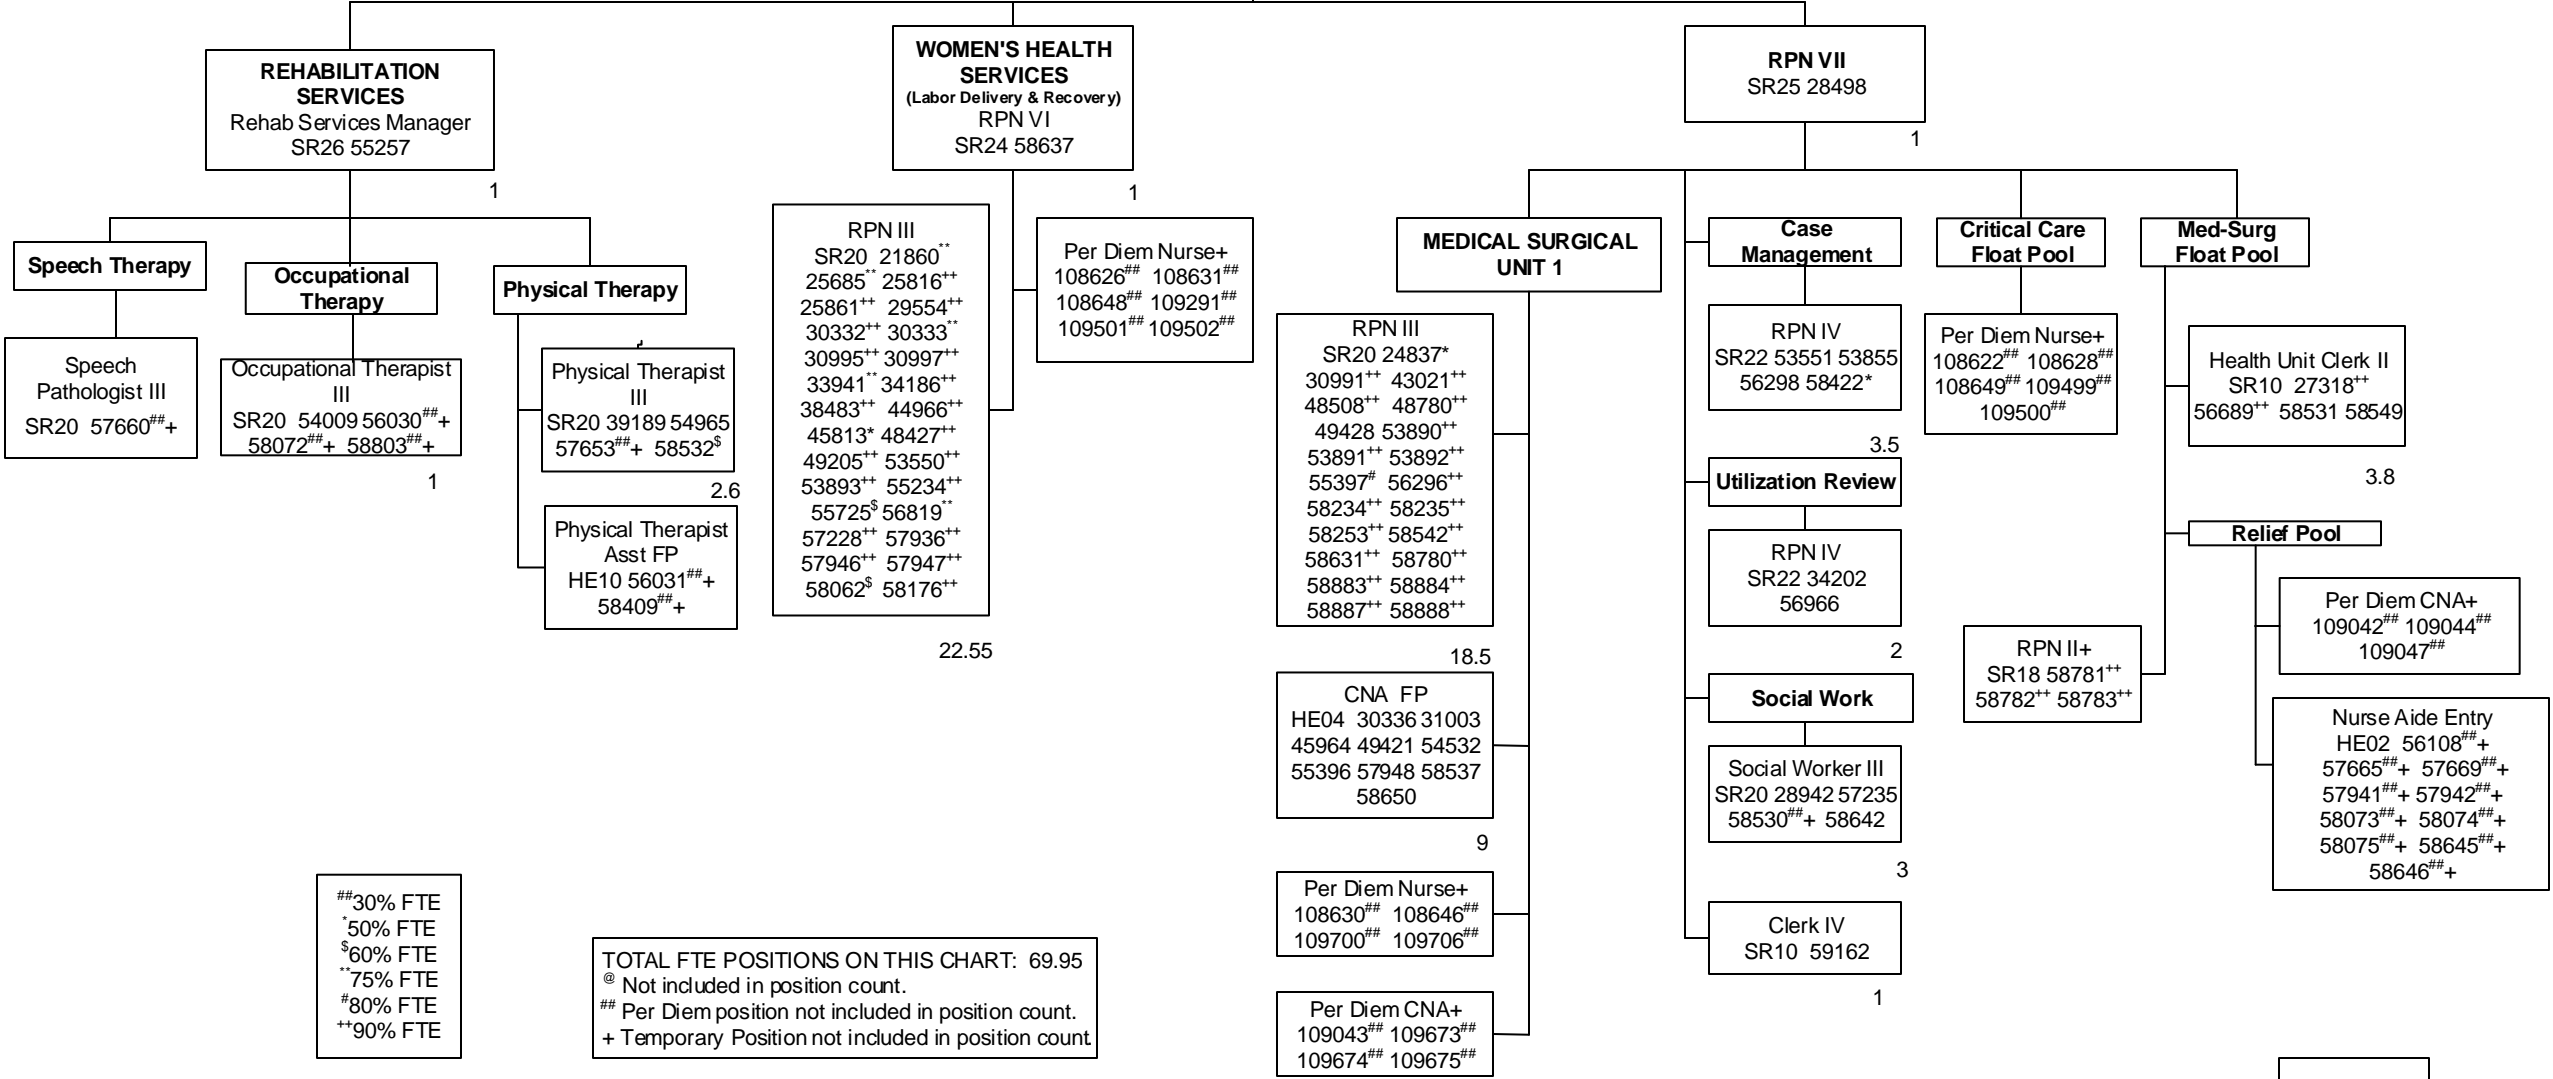 REHABILITATION
SERVICES
Rehab Services Manager
SR26 55257
1
Speech Therapy
Speech
Pathologist III
SR20 57660##+
Occupational
Therapy
Occupational Therapist
III
SR20 54009 56030##+
58072##+ 58803##+
1
Physical Therapy
Physical Therapist
III
SR20 39189 54965
57653##+ 58532$
2.6
Physical Therapist
Asst FP
HE10 56031##+
58409##+
WOMEN'S HEALTH
SERVICES
(Labor Delivery & Recovery)
RPN VI
SR24 58637
1
RPN III
SR20 21860**
25685** 25816++
25861++ 29554++
30332++ 30333**
30995++ 30997++
33941** 34186++
38483++ 44966++
45813* 48427++
49205++ 53550++
53893++ 55234++
55725$ 56819**
57228++ 57936++
57946++ 57947++
58062$ 58176++
22.55
Per Diem Nurse+
108626## 108631##
108648## 109291##
109501## 109502##
RPN VII
SR25 28498
1
MEDICAL SURGICAL
UNIT 1
RPN III
SR20 24837*
30991++ 43021++
48508++ 48780++
49428 53890++
53891++ 53892++
55397# 56296++
58234++ 58235++
58253++ 58542++
58631++ 58780++
58883++ 58884++
58887++ 58888++
18.5
CNA FP
HE04 30336 31003
45964 49421 54532
55396 57948 58537
58650
9
Per Diem Nurse+
108630## 108646##
109700## 109706##
Per Diem CNA+
109043## 109673##
109674## 109675##
Case
Management
RPN IV
SR22 53551 53855
56298 58422*
3.5
Utilization Review
RPN IV
SR22 34202
56966
2
Social Work
Social Worker III
SR20 28942 57235
58530##+ 58642
3
Clerk IV
SR10 59162
1
Critical Care
Float Pool
Per Diem Nurse+
108622## 108628##
108649## 109499##
109500##
Med-Surg
Float Pool
Health Unit Clerk II
SR10 27318++
56689++ 58531 58549
3.8
Relief Pool
RPN II+
SR18 58781++
58782++ 58783++
Per Diem CNA+
109042## 109044##
109047##
Nurse Aide Entry
HE02 56108##+
57665##+ 57669##+
57941##+ 57942##+
58073##+ 58074##+
58075##+ 58645##+
58646##+
##30% FTE
*50% FTE
$60% FTE
**75% FTE
#80% FTE
++90% FTE
TOTAL FTE POSITIONS ON THIS CHART: 69.95
@ Not included in position count.
## Per Diem position not included in position count.
+ Temporary Position not included in position count.